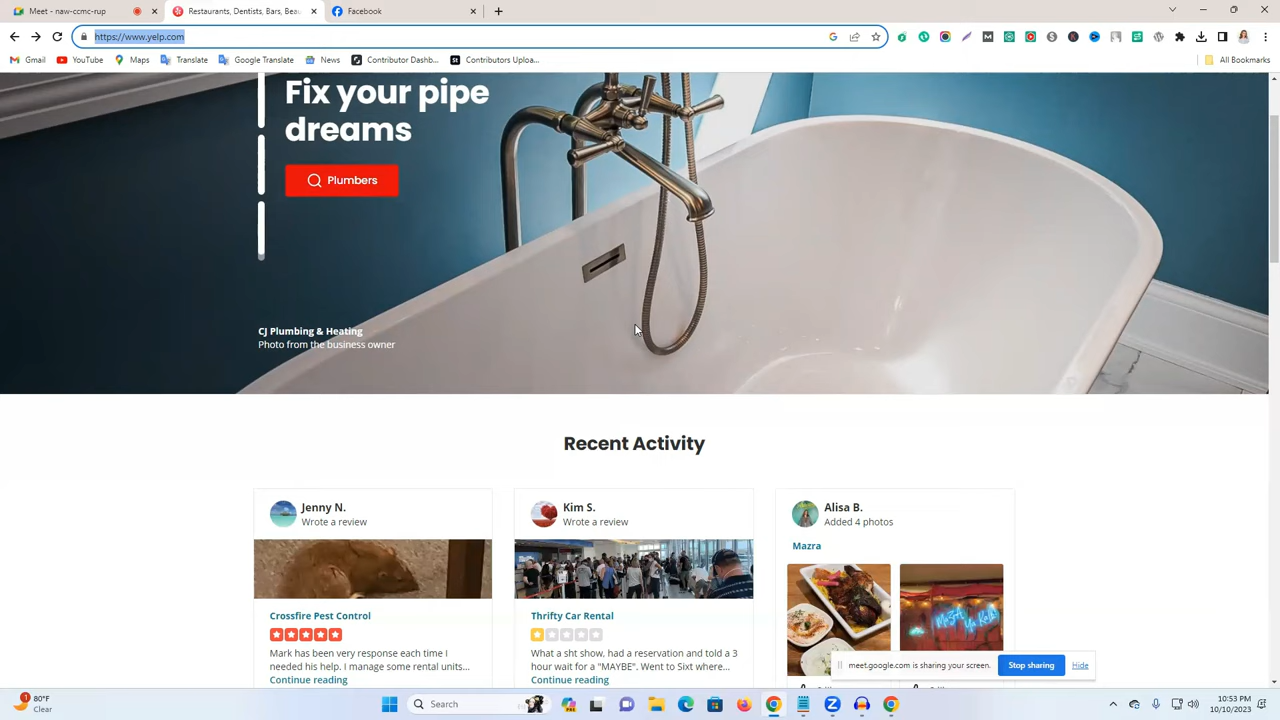 Meet - naw-ccmc-rup
Restaurants, Dentists, Bars, Beau
Facebook
https://www.yelp.com
Gmail
YouTube
Maps
Translate
Google Translate
News
Contributor Dashb...
Contributors Uploa...
All Bookmarks
Fix your pipe
dreams
Plumbers
CJ Plumbing & Heating
Photo from the business owner
Recent Activity
Jenny N.
Wrote a review
Crossfire Pest Control
Mark has been very response each time I
needed his help. I manage some rental units...
Continue reading
Kim S.
Wrote a review
Thrifty Car Rental
What a sht show, had a reservation and told a 3
hour wait for a "MAYBE". Went to Sixt where...
Continue reading
Alisa B.
Added 4 photos
Mazra
meet.google.com is sharing your screen.
Stop sharing
Hide
1
80°F
Clear
Search
10:53 PM
10/10/2023